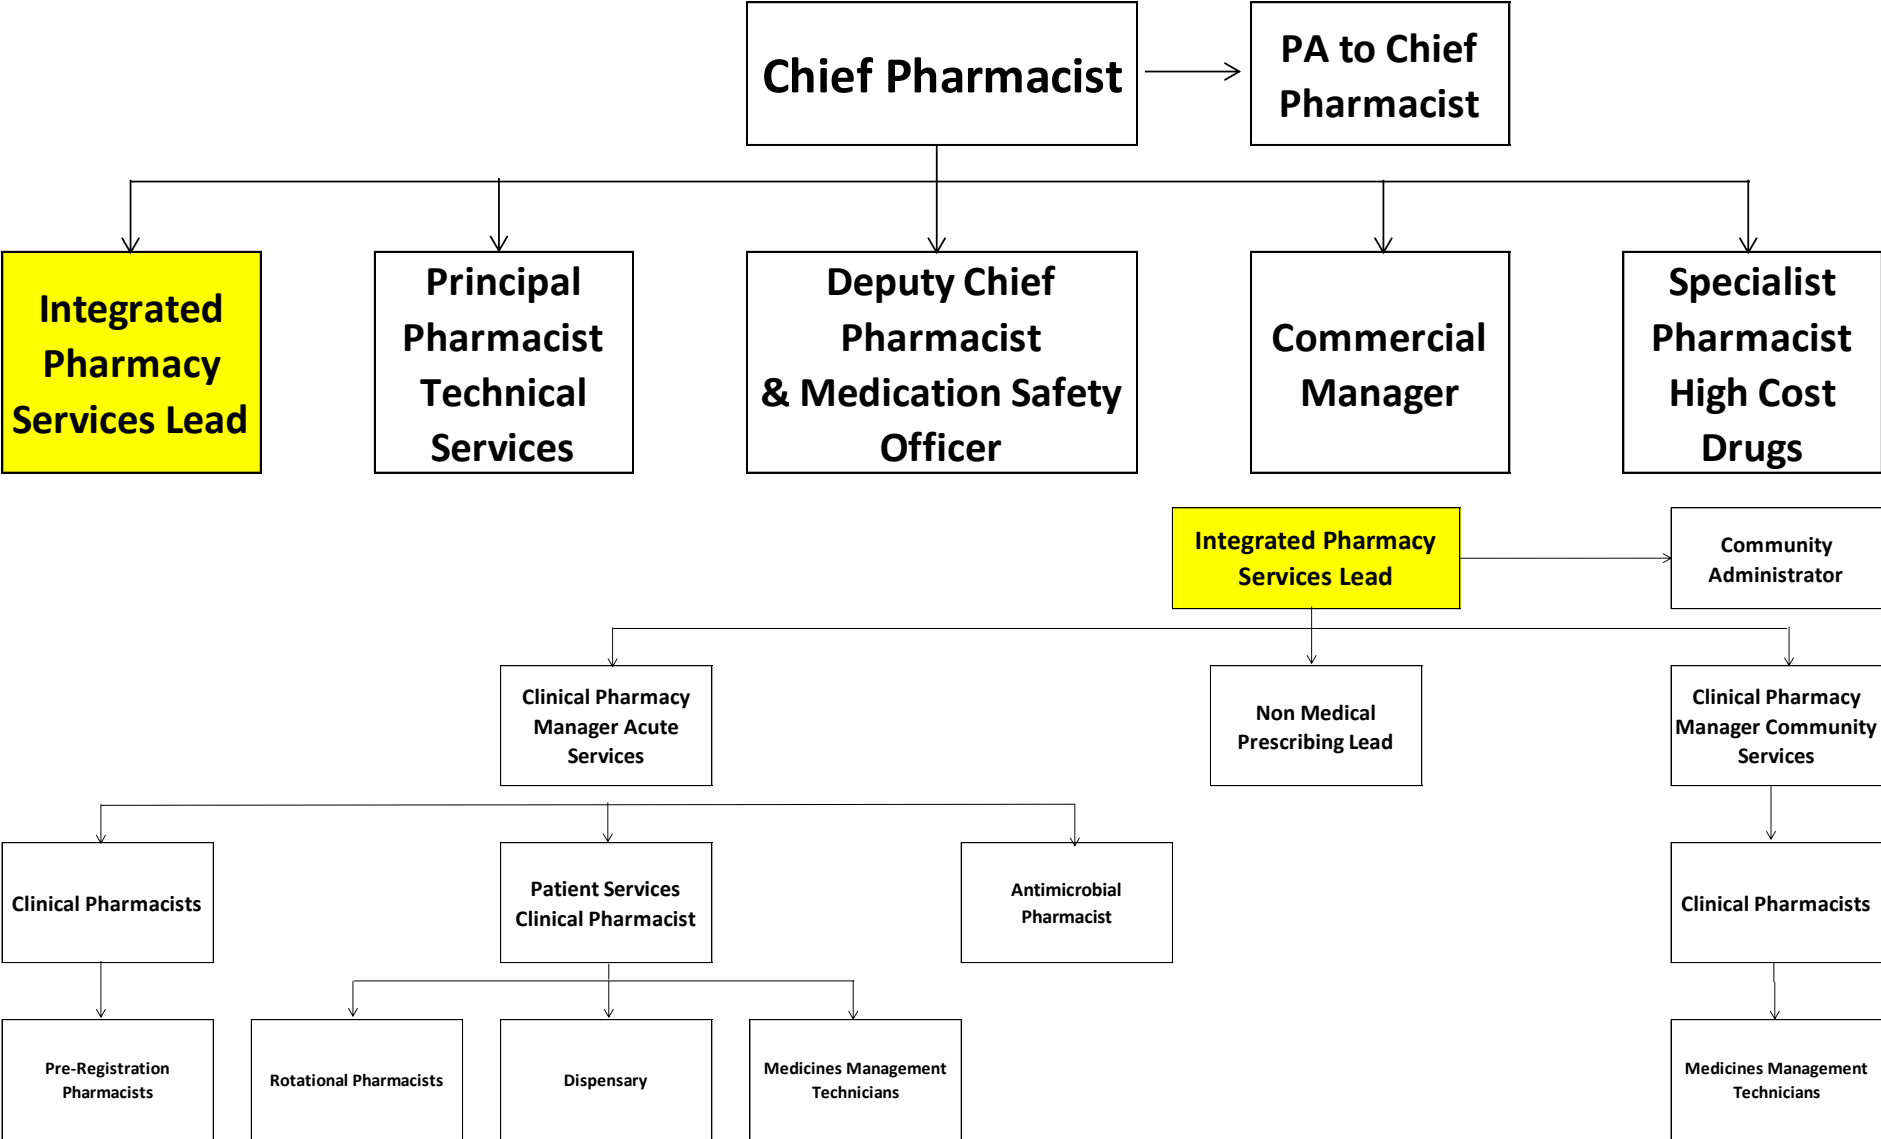 Chief Pharmacist
PA to Chief
Pharmacist
Integrated
Pharmacy
Services Lead
Principal
Pharmacist
Technical
Services
Deputy Chief
Pharmacist
& Medication Safety
Officer
Commercial
Manager
Specialist
Pharmacist
High Cost
Drugs
Integrated Pharmacy
Services Lead
Community
Administrator
Clinical Pharmacy
Manager Acute
Services
Non Medical
Prescribing Lead
Clinical Pharmacy
Manager Community
Services
Clinical Pharmacists
Patient Services
Clinical Pharmacist
Antimicrobial
Pharmacist
Clinical Pharmacists
Pre-Registration
Pharmacists
Rotational Pharmacists
Dispensary
Medicines Management
Technicians
Medicines Management
Technicians